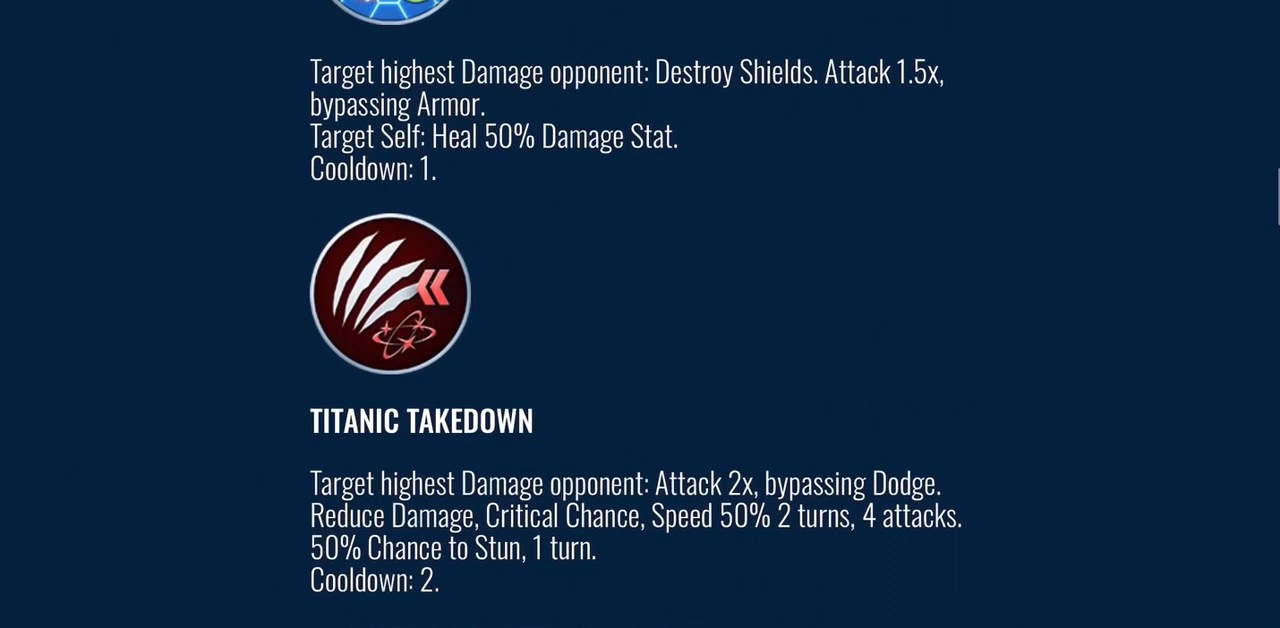 Target highest Damage opponent: Destroy Shields. Attack 1.5x,
bypassing Armor.
Target Self: Heal 50% Damage Stat.
Cooldown: 1.
TITANIC TAKEDOWN
Target highest Damage opponent: Attack 2x, bypassing Dodge.
Reduce Damage, Critical Chance, Speed 50% 2 turns, 4 attacks.
50% Chance to Stun, 1 turn.
Cooldown: 2.